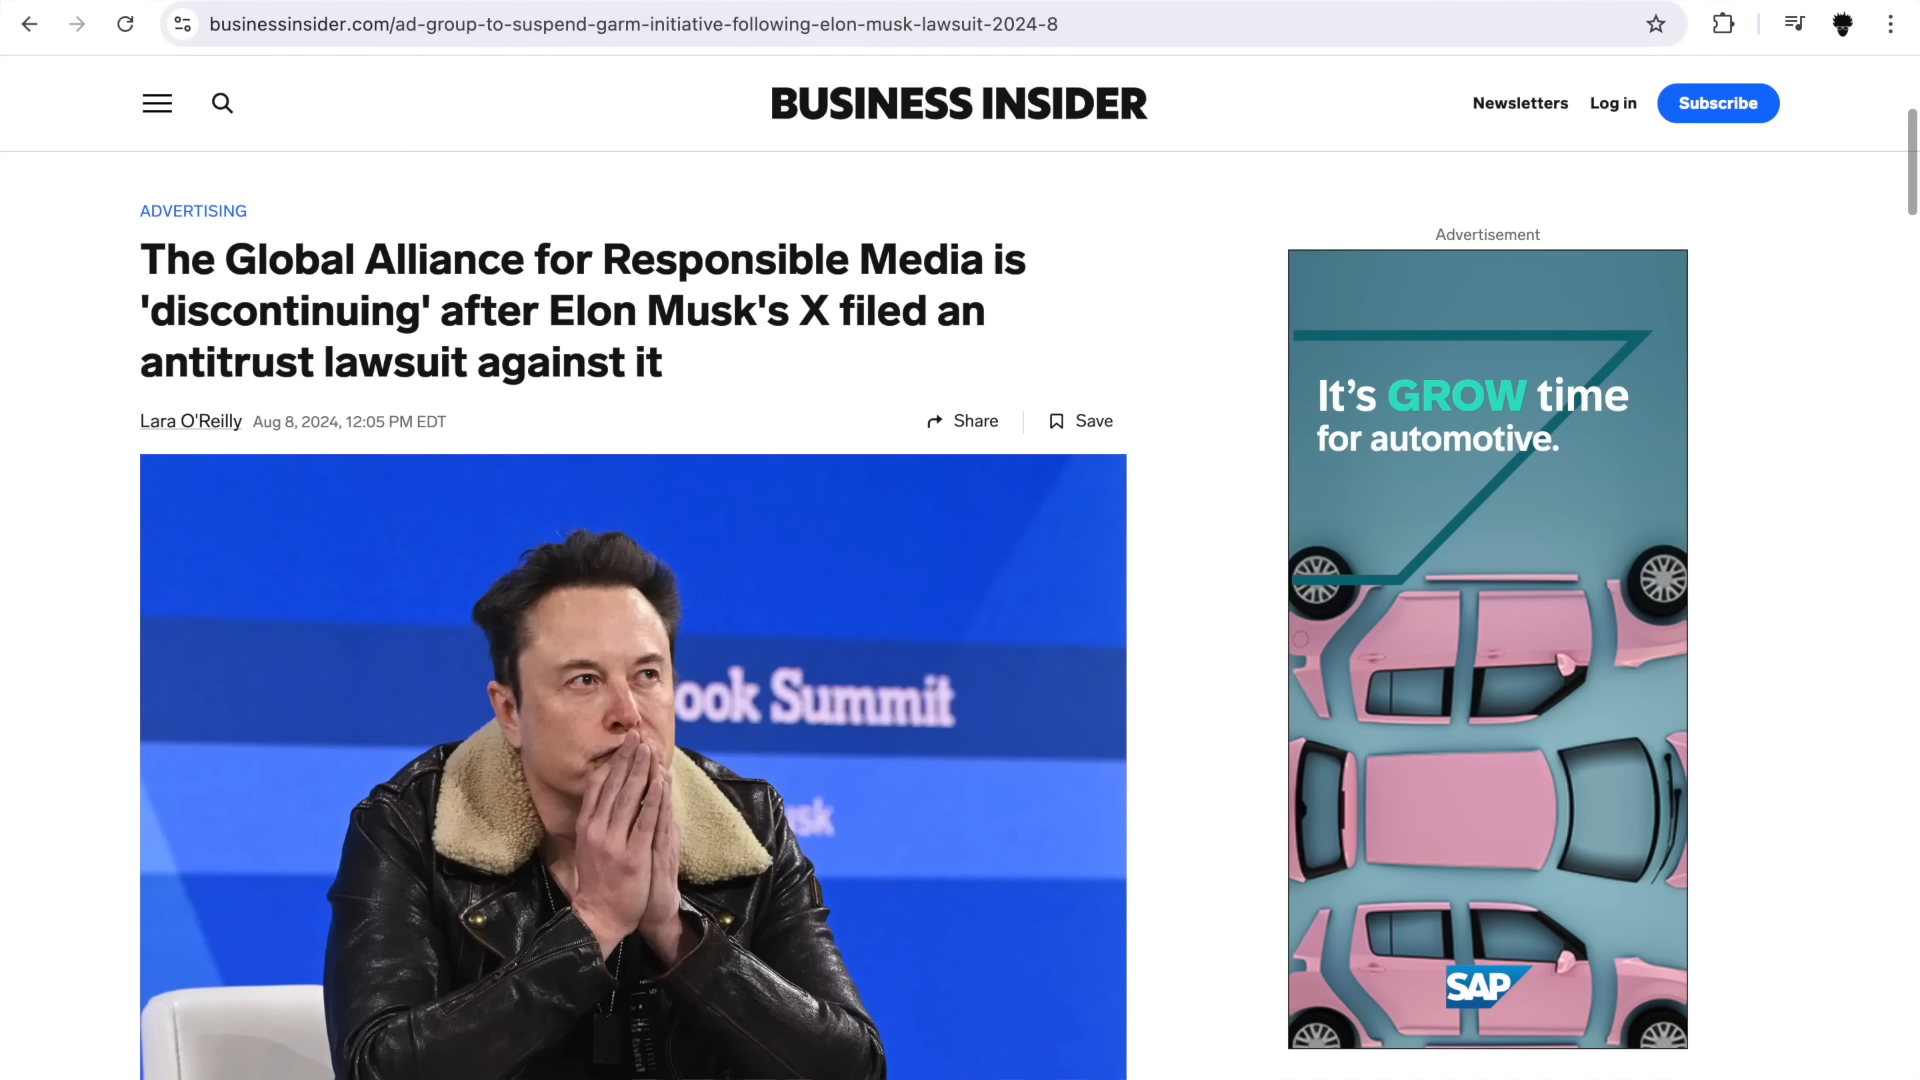 businessinsider.com/ad-group-to-suspend-garm-initiative-following-elon-musk-lawsuit-2024-8
BUSINESS INSIDER
Newsletters
Log in
Subscribe
ADVERTISING
The Global Alliance for Responsible Media is
'discontinuing' after Elon Musk's X filed an
antitrust lawsuit against it
Lara O'Reilly Aug 8, 2024, 12:05 PM EDT
Share
Save
ook Summit
usk
Advertisement
It's GROW time
for automotive.
SAP